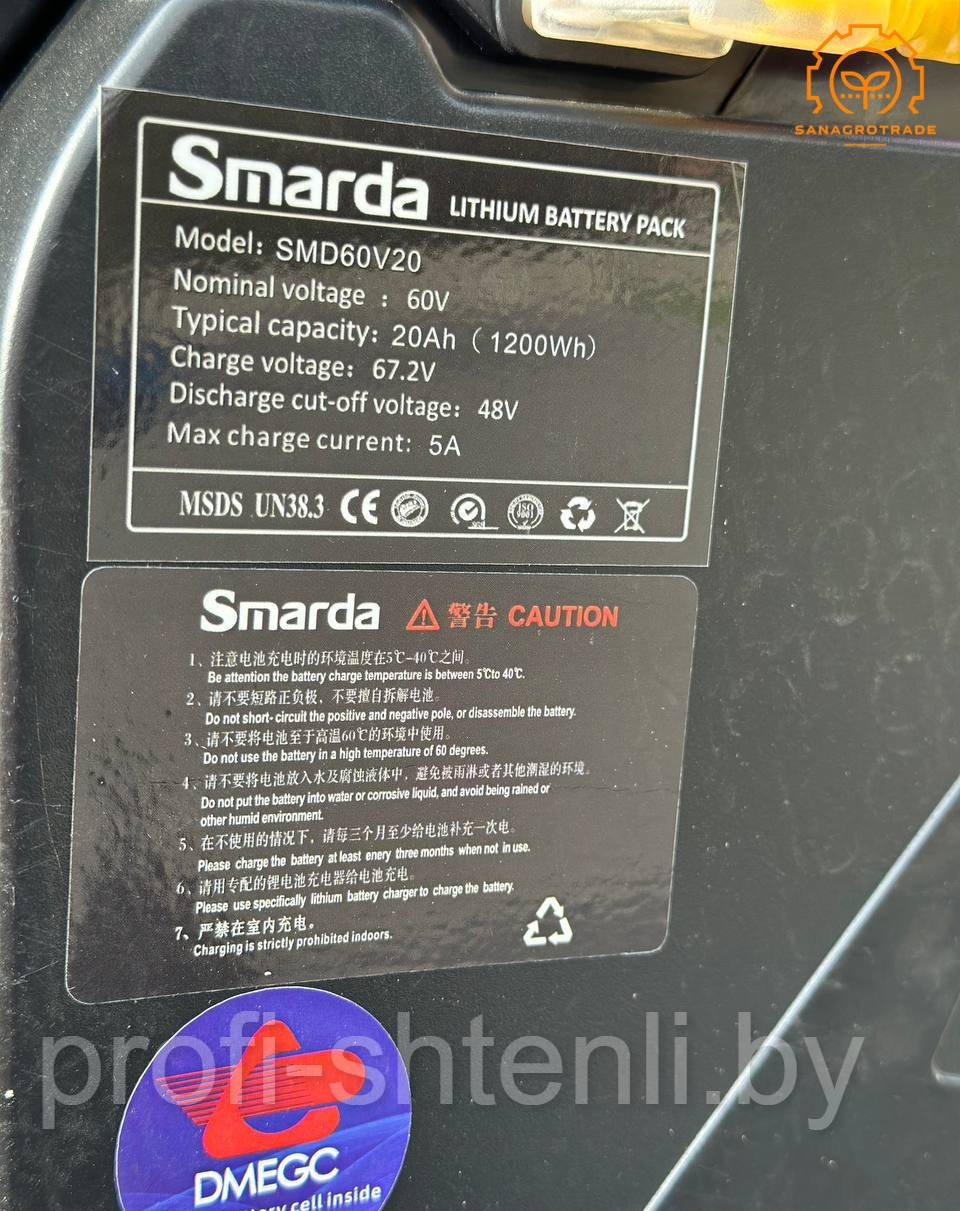 SANAGROTRADE
Smarda LITHIUM BATTERY PACK
Model: SMD60V20
Nominal voltage : 60V
Typical capacity: 20Ah (1200Wh)
Charge voltage: 67.2V
Discharge cut-off voltage: 48V
Max charge current: 5A
MSDS UN38.3 CE
Smarda 警告 CAUTION
1、注意电池充电时的环境温度在5℃-40℃之间。
Be attention the battery charge temperature is between 5℃to 40℃.
2、请不要短路正负极，不要擅自拆解电池。
Do not short- circuit the positive and negative pole, or disassemble the battery.
3、请不要将电池至于高温60℃的环境中使用。
Do not use the battery in a high temperature of 60 degrees.
4、请不要将电池放入水及腐蚀液体中，避免被雨淋或者其他潮湿的环境。
Do not put the battery into water or corrosive liquid, and avoid being rained or
other humid environment.
5、在不使用的情况下，请每三个月至少给电池补充一次电。
Please charge the battery at least enery three months when not in use.
6、请用专配的锂电池充电器给电池充电。
Please use specifically lithium battery charger to charge the battery.
7、严禁在室内充电。
Charging is strictly prohibited indoors.
profi-shtenli.by
DMEGC
cell inside